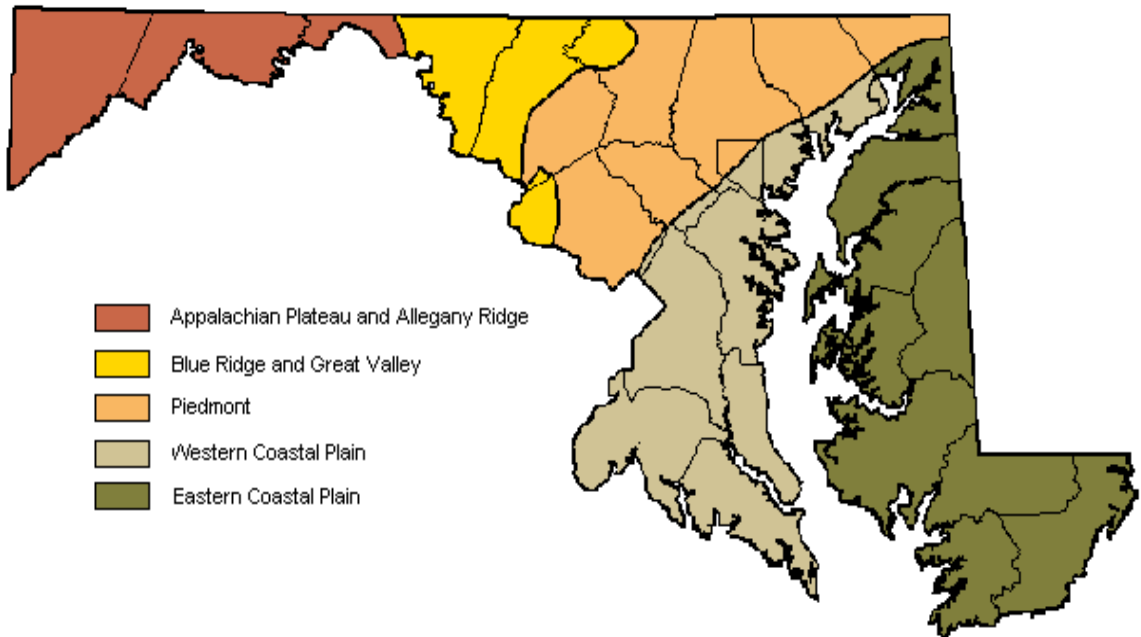 Appalachian Plateau and Allegany Ridge
Blue Ridge and Great Valley
Piedmont
Western Coastal Plain
Eastern Coastal Plain